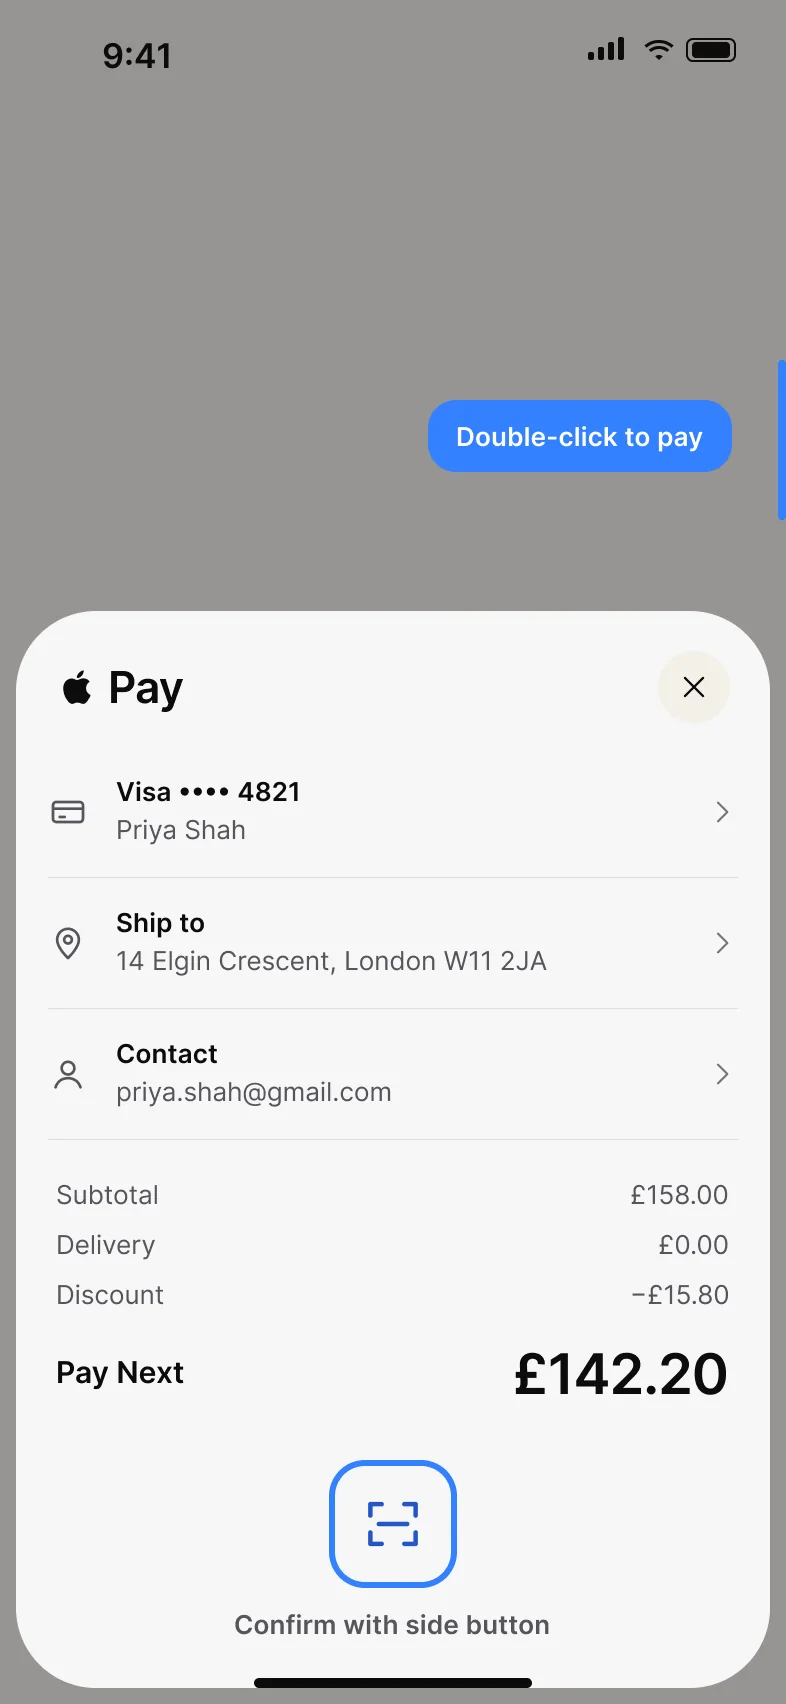 9:41
Double-click to pay
Pay
Visa •••• 4821
Priya Shah
Ship to
14 Elgin Crescent, London W11 2JA
Contact
priya.shah@gmail.com
Subtotal £158.00
Delivery £0.00
Discount −£15.80
Pay Next £142.20
Confirm with side button